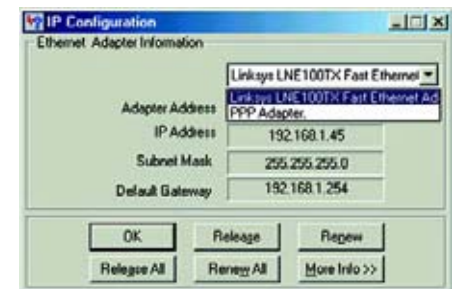 IP Configuration
Ethernet Adapter Information
Linksys LNE100TX Fast Ethernet
Linksys LNE100TX Fast Ethernet Ad
PPP Adapter.
Adapter Address
IP Address 192.168.1.45
Subnet Mask 255.255.255.0
Default Gateway 192.168.1.254
OK Release Renew
Release All Renew All More Info >>